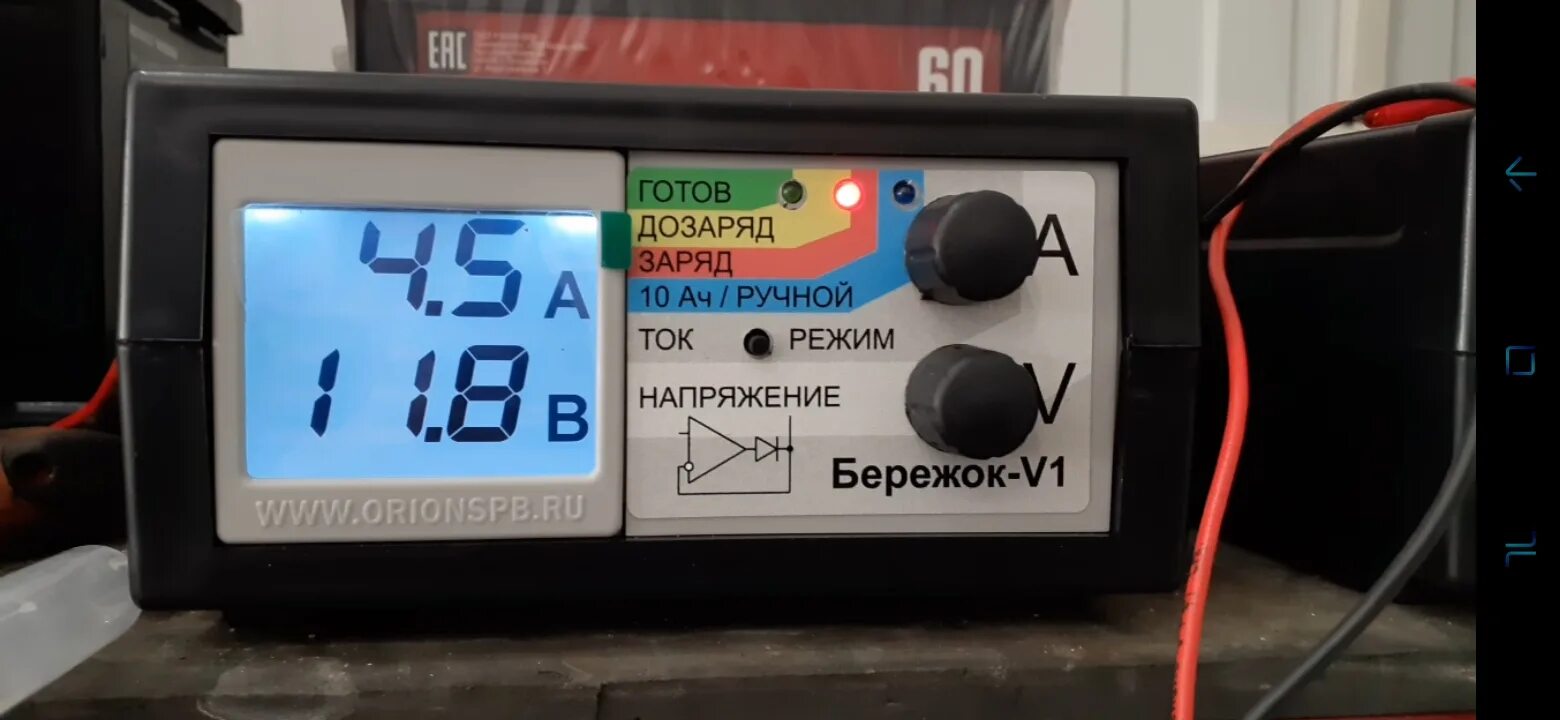 EAC
60
4.5 A
11.8 В
WWW.ORIONSPB.RU
ГОТОВ
ДОЗАРЯД
ЗАРЯД
10 Ач / РУЧНОЙ
ТОК
РЕЖИМ
НАПРЯЖЕНИЕ
A
V
Бережок-V1